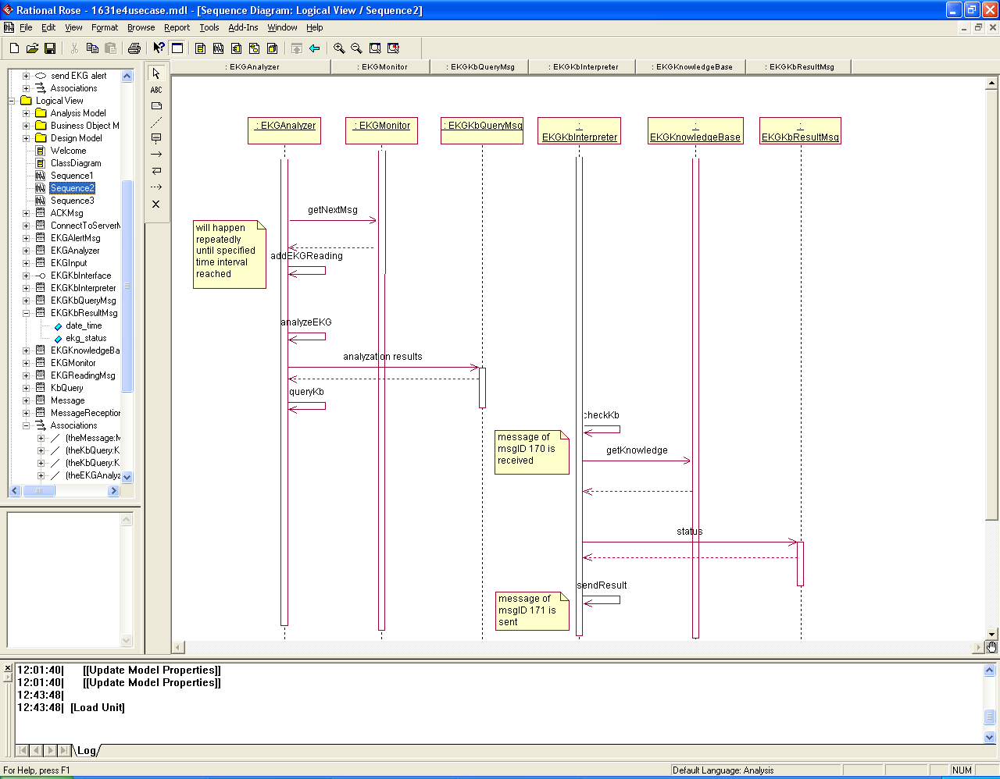 Rational Rose - 1631e4usecase.mdl - [Sequence Diagram: Logical View / Sequence2]
File Edit View Format Browse Report Tools Add-Ins Window Help
send EKG alert
Associations
Logical View
Analysis Model
Business Object M
Design Model
Welcome
ClassDiagram
Sequence1
Sequence2
Sequence3
ACKMsg
ConnectToServerM
EKGAlertMsg
EKGAnalyzer
EKGInput
EKGKbInterface
EKGKbInterpreter
EKGKbQueryMsg
EKGKbResultMsg
date_time
ekg_status
EKGKnowledgeBa
EKGMonitor
EKGReadingMsg
KbQuery
Message
MessageReception
Associations
(theMessage:M
(theKbQuery:K
(theKbQuery:K
(theEKGAnalyz
ABC
: EKGAnalyzer : EKGMonitor : EKGKbQueryMsg : EKGKbInterpreter : EKGKnowledgeBase : EKGKbResultMsg
: EKGAnalyzer
: EKGMonitor
: EKGKbQueryMsg
:
EKGKbInterpreter
:
EKGKnowledgeBase
:
EKGKbResultMsg
getNextMsg
will happen
repeatedly
until specified
time interval
reached
addEKGReading
analyzeEKG
analyzation results
queryKb
checkKb
message of
msgID 170 is
received
getKnowledge
status
sendResult
message of
msgID 171 is
sent
12:01:40| [[Update Model Properties]]
12:01:40| [[Update Model Properties]]
12:43:48|
12:43:48| [Load Unit]
Log
For Help, press F1
Default Language: Analysis
NUM